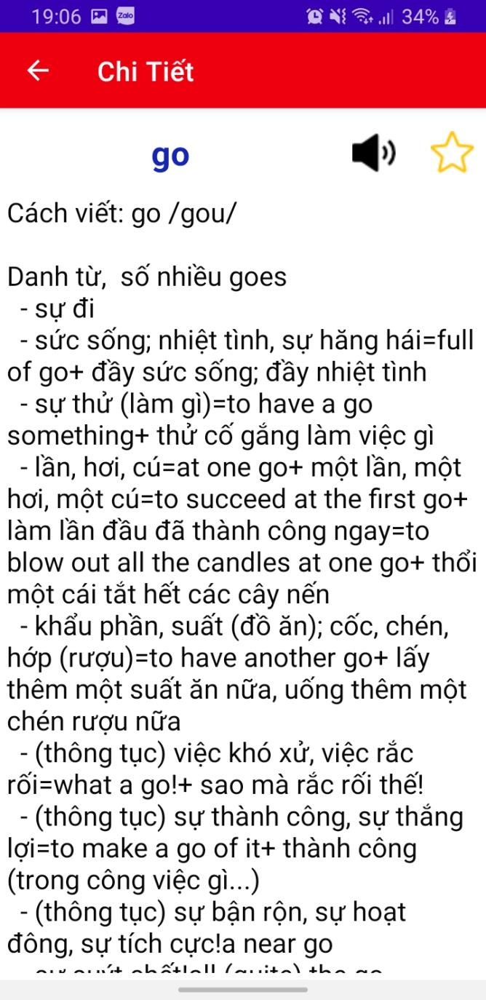 19:06 Zalo 34%
Chi Tiết
go
Cách viết: go /gou/
Danh từ, số nhiều goes
- sự đi
- sức sống; nhiệt tình, sự hăng hái=full
of go+ đầy sức sống; đầy nhiệt tình
- sự thử (làm gì)=to have a go
something+ thử cố gắng làm việc gì
- lần, hơi, cú=at one go+ một lần, một
hơi, một cú=to succeed at the first go+
làm lần đầu đã thành công ngay=to
blow out all the candles at one go+ thổi
một cái tắt hết các cây nến
- khẩu phần, suất (đồ ăn); cốc, chén,
hớp (rượu)=to have another go+ lấy
thêm một suất ăn nữa, uống thêm một
chén rượu nữa
- (thông tục) việc khó xử, việc rắc
rối=what a go!+ sao mà rắc rối thế!
- (thông tục) sự thành công, sự thắng
lợi=to make a go of it+ thành công
(trong công việc gì...)
- (thông tục) sự bận rộn, sự hoạt
đông, sự tích cực!a near go